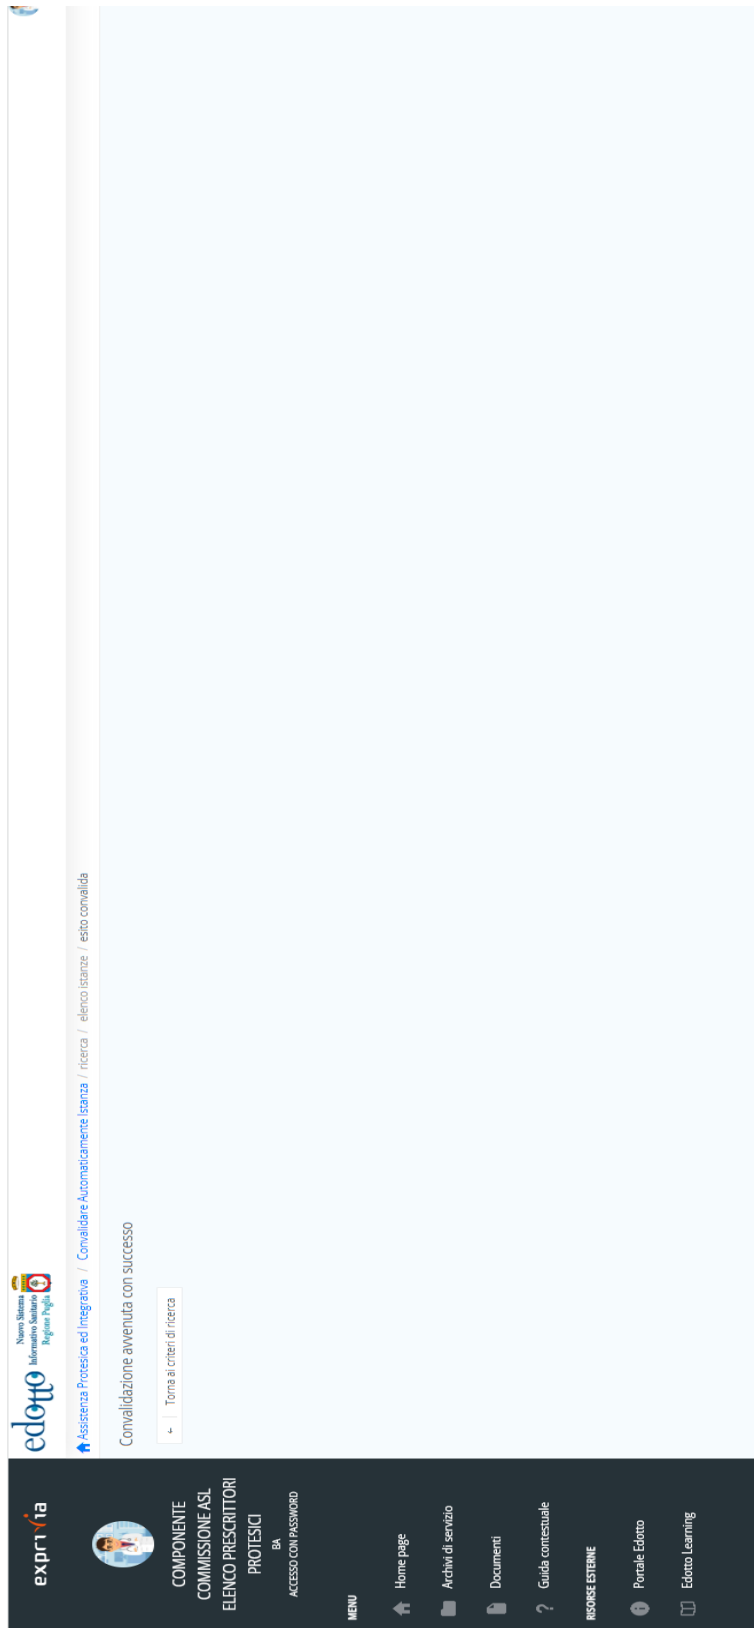 exprivia
COMPONENTE
COMMISSIONE ASL
ELENCO PRESCRITTORI
PROTESICI
BA
ACCESSO CON PASSWORD
MENU
Home page
Archivi di servizio
Documenti
? Guida contestuale
RISORSE ESTERNE
Portale Edotto
Edotto Learning
edotto
Nuovo Sistema
Informativo Sanitario
Regione Puglia
Assistenza Protesica ed Integrativa / Convalidare Automaticamente Istanza / ricerca / elenco istanze / esito convalida
Convalidazione avvenuta con successo
← | Torna ai criteri di ricerca